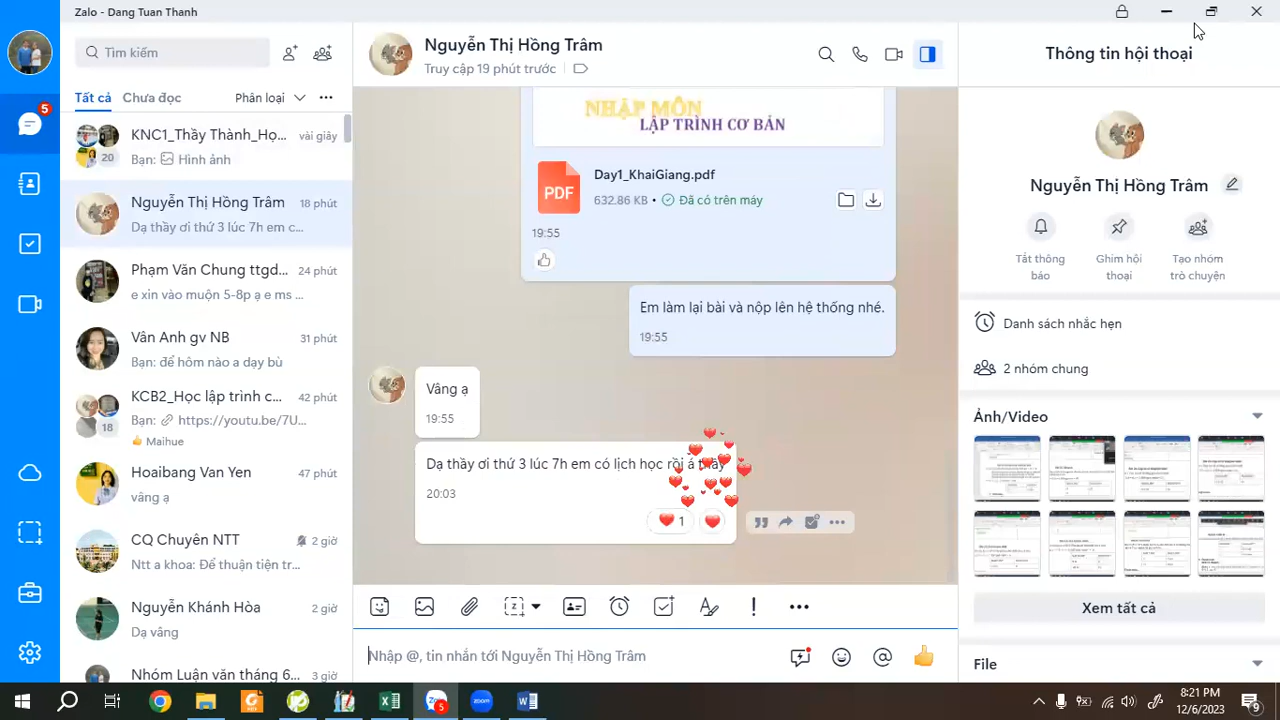 Zalo - Dang Tuan Thanh
Tìm kiếm
Tất cả
Chưa đọc
Phân loại
5
KNC1_Thầy Thành_Họ...
vài giây
Bạn: Hình ảnh
20
Nguyễn Thị Hồng Trâm
18 phút
Dạ thầy ơi thứ 3 lúc 7h em c...
Phạm Văn Chung ttgd...
24 phút
e xin vào muộn 5-8p ạ e ms ...
Vân Anh gv NB
31 phút
Bạn: để hôm nào a dạy bù
KCB2_Học lập trình c...
42 phút
Bạn: https://youtu.be/7U...
18
Maihue
Hoaibang Van Yen
47 phút
vâng ạ
CQ Chuyên NTT
2 giờ
Ntt a khoa: Để thuận tiện tr...
Nguyễn Khánh Hòa
2 giờ
Dạ vâng
Nhóm Luận văn tháng 6...
3 giờ
Nguyễn Thị Hồng Trâm
Truy cập 19 phút trước
NHẬP MÔN
LẬP TRÌNH CƠ BẢN
PDF
Day1_KhaiGiang.pdf
632.86 KB • Đã có trên máy
19:55
Em làm lại bài và nộp lên hệ thống nhé.
19:55
Vâng ạ
19:55
Dạ thầy ơi thứ 3 lúc 7h em có lịch học rồi á thầy
20:03
1
Nhập @, tin nhắn tới Nguyễn Thị Hồng Trâm
Thông tin hội thoại
Nguyễn Thị Hồng Trâm
Tắt thông báo
Ghim hội thoại
Tạo nhóm trò chuyện
Danh sách nhắc hẹn
2 nhóm chung
Ảnh/Video
Xem tất cả
File
5
zoom
8:21 PM
12/6/2023
9